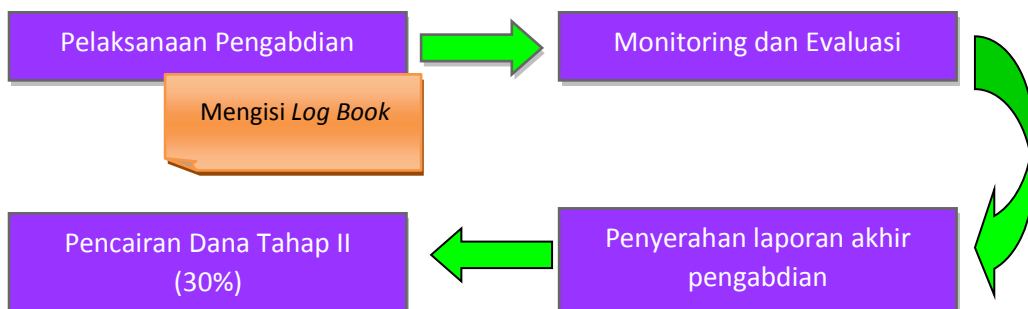 Pelaksanaan Pengabdian
Monitoring dan Evaluasi
Mengisi Log Book
Penyerahan laporan akhir
pengabdian
Pencairan Dana Tahap II
(30%)